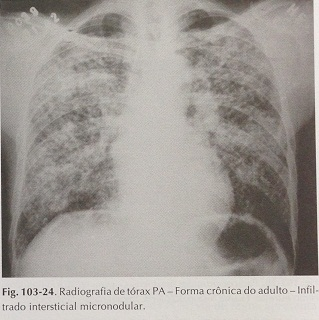 Fig. 103-24. Radiografia de tórax PA – Forma crônica do adulto – Infil-
trado intersticial micronodular.